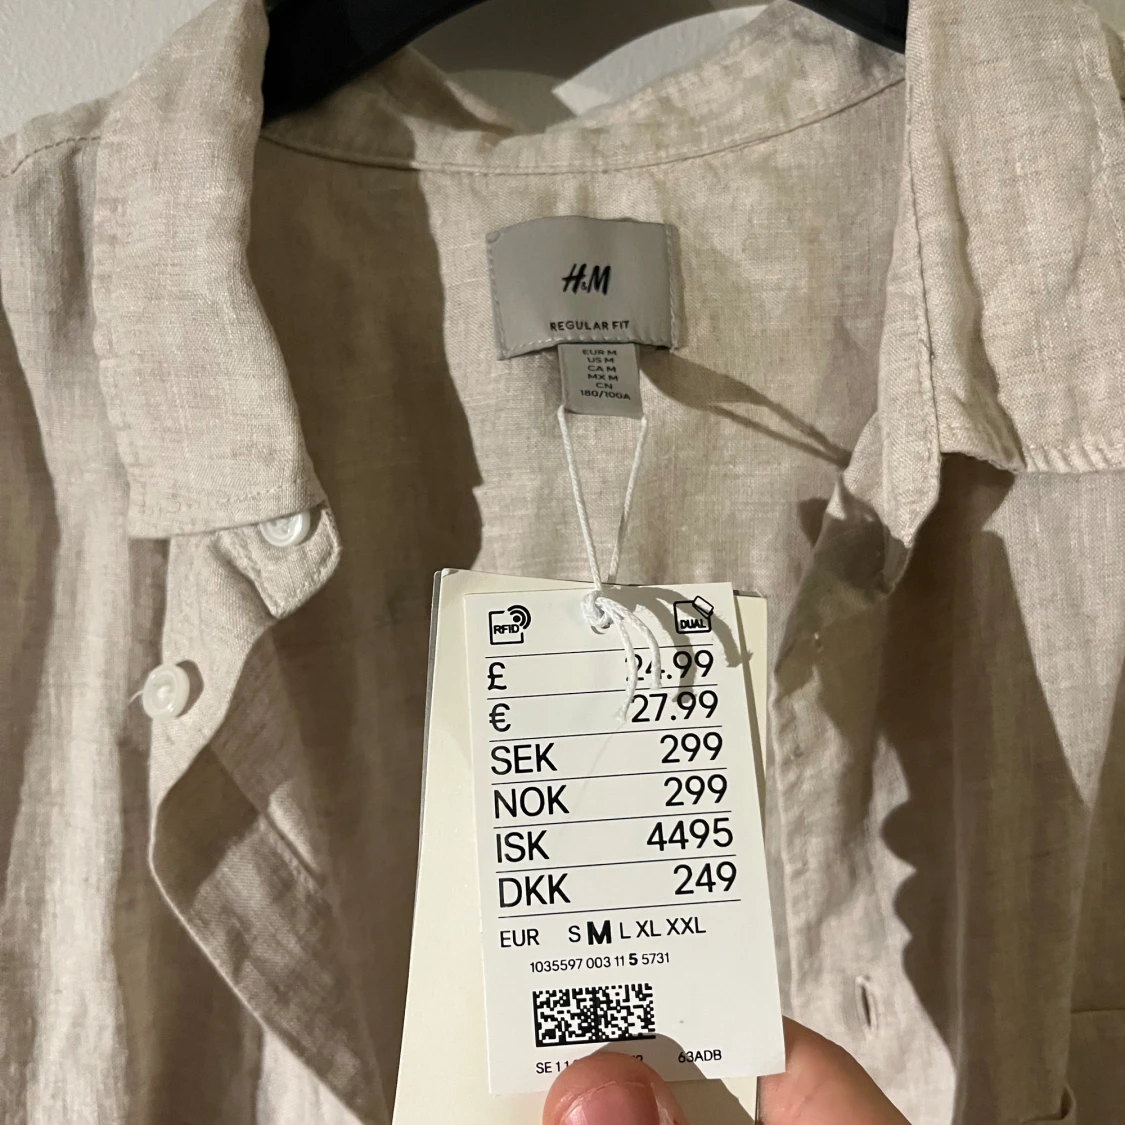 H&M
REGULAR FIT
EUR M
US M
CA M
MX M
CN
180/100A
RFID
DUAL
£ 24.99
€ 27.99
SEK 299
NOK 299
ISK 4495
DKK 249
EUR S M L XL XXL
1035597 003 11 5 5731
63ADB